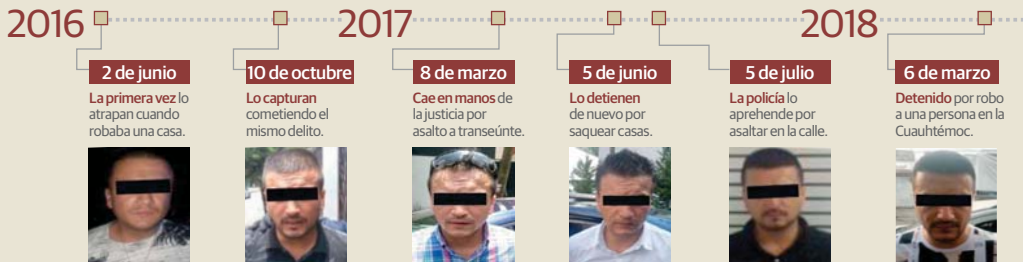 2016
2017
2018
2 de junio
La primera vez lo
atrapan cuando
robaba una casa.
10 de octubre
Lo capturan
cometiendo el
mismo delito.
8 de marzo
Cae en manos de
la justicia por
asalto a transeúnte.
5 de junio
Lo detienen
de nuevo por
saquear casas.
5 de julio
La policía lo
aprehende por
asaltar en la calle.
6 de marzo
Detenido por robo
a una persona en la
Cuauhtémoc.